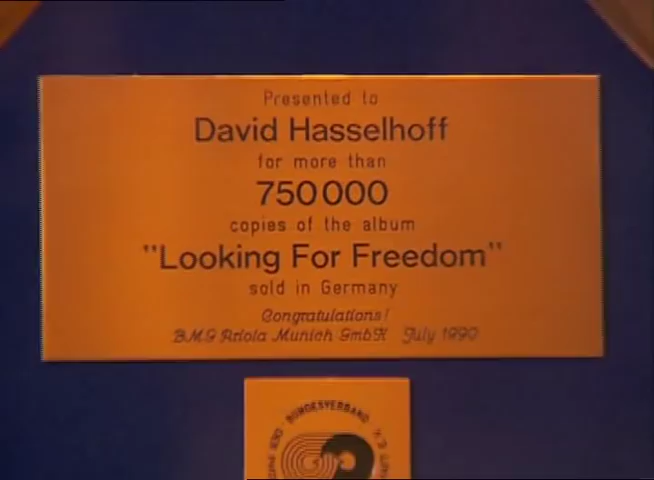 Presented to
David Hasselhoff
for more than
750000
copies of the album
"Looking For Freedom"
sold in Germany
Congratulations!
BMG Ariola Munich GmbH July 1990
BUNDESVERBAND